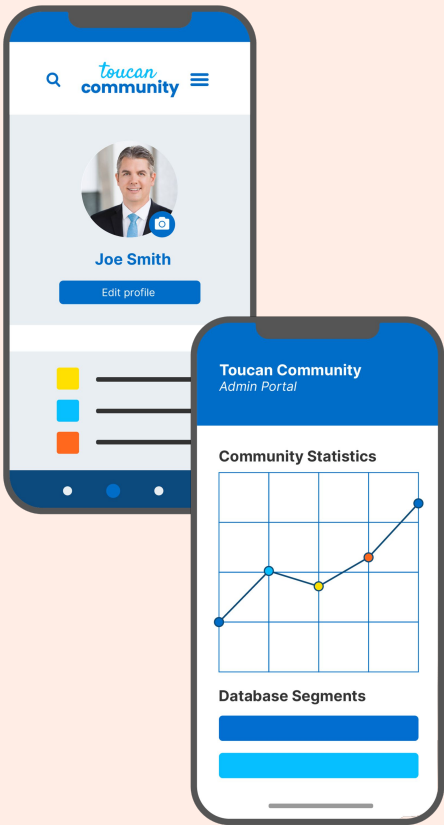 toucan
community
Joe Smith
Edit profile
Toucan Community
Admin Portal
Community Statistics
Database Segments